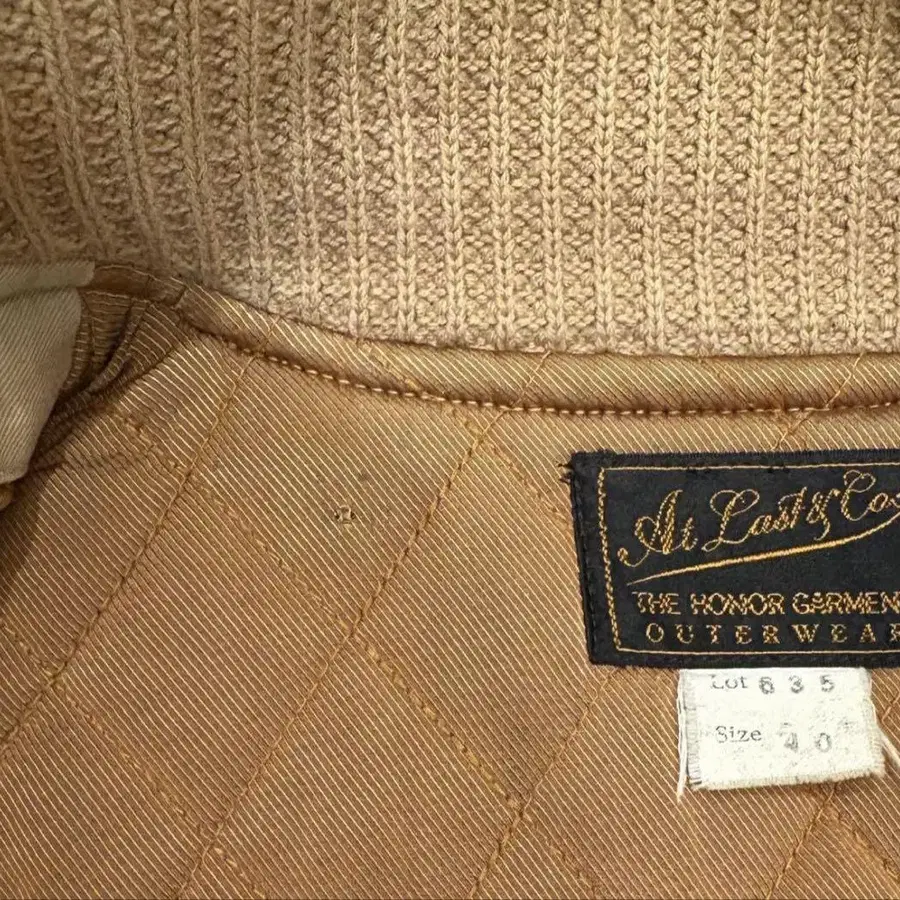 At Last & Co
THE HONOR GARMEN
OUTERWEAR
Lot 635
Size 40